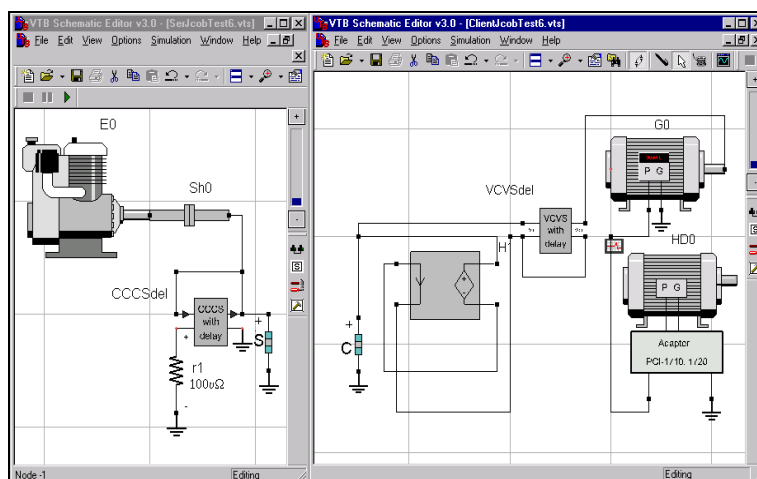 VTB Schematic Editor v3.0 - [SerJcobTest6.vts]
File Edit View Options Simulation Window Help
E0
Sh0
CCCSdel
CCCS
with
delay
+
S
+
r1
100υΩ
-
Node -1
Editing
VTB Schematic Editor v3.0 - [ClientJcobTest6.vts]
File Edit View Options Simulation Window Help
G0
P G
VCVSdel
VCVS
with
delay
H1
HD0
P G
+
C
Acaptor
PCI-1/10. 1/20
Editing